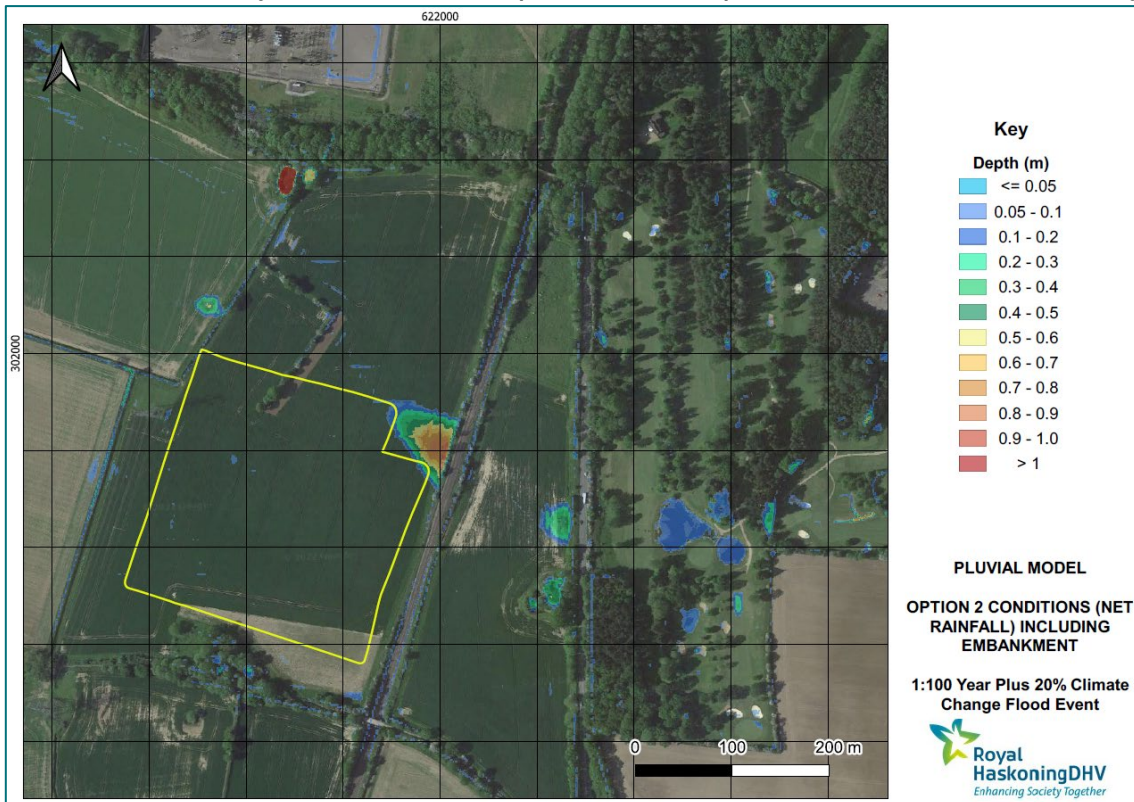 622000
302000
Key
Depth (m)
<= 0.05
0.05 - 0.1
0.1 - 0.2
0.2 - 0.3
0.3 - 0.4
0.4 - 0.5
0.5 - 0.6
0.6 - 0.7
0.7 - 0.8
0.8 - 0.9
0.9 - 1.0
> 1
PLUVIAL MODEL
OPTION 2 CONDITIONS (NET
RAINFALL) INCLUDING
EMBANKMENT
1:100 Year Plus 20% Climate
Change Flood Event
0 100 200 m
Royal
HaskoningDHV
Enhancing Society Together